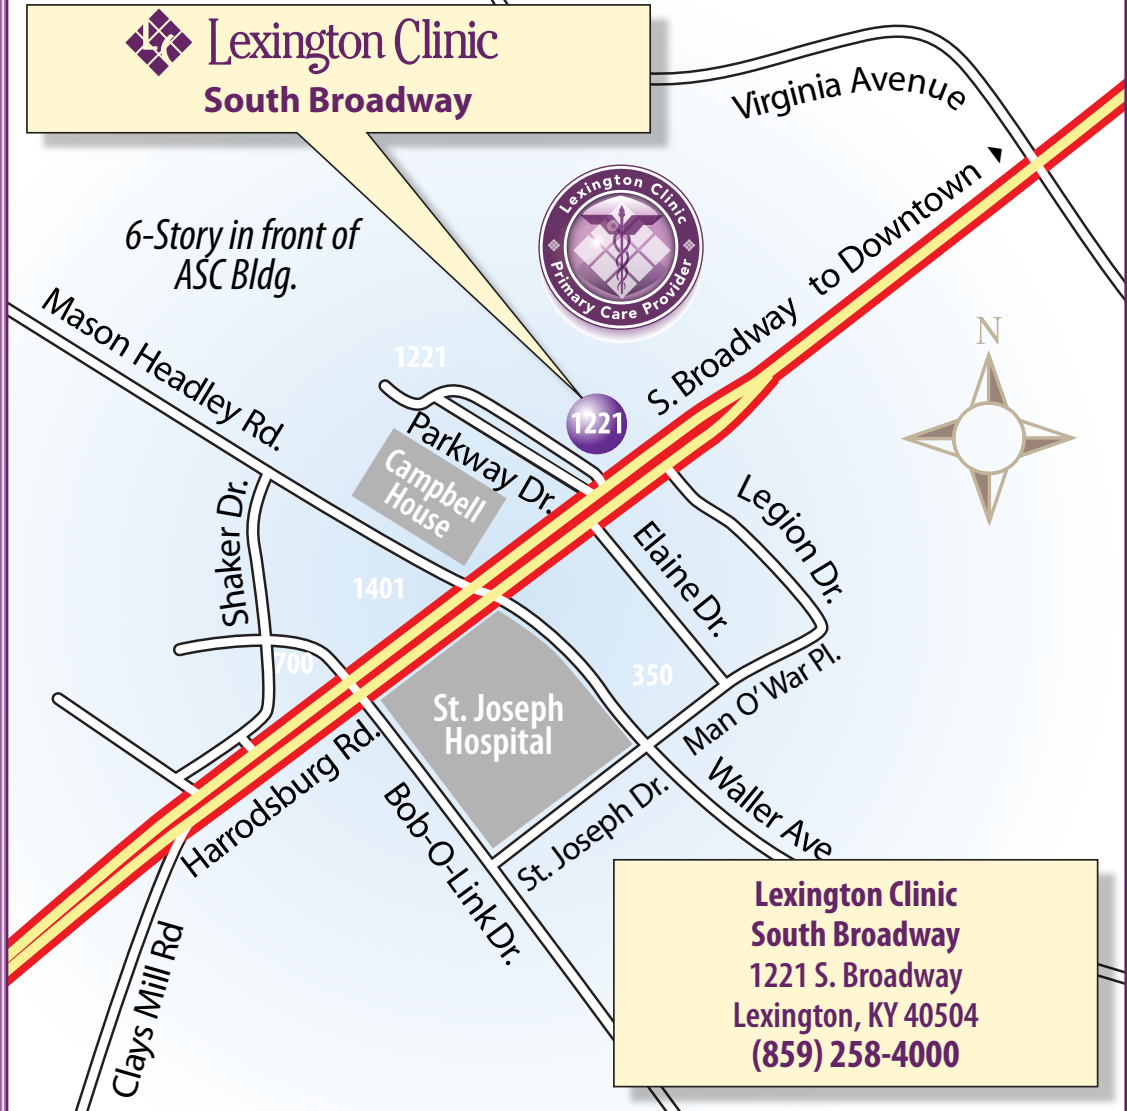 Lexington Clinic
South Broadway
Virginia Avenue
6-Story in front of
ASC Bldg.
Lexington Clinic
Primary Care Provider
S. Broadway to Downtown
N
Mason Headley Rd.
1221
1221
Parkway Dr.
Campbell
House
Shaker Dr.
Legion Dr.
Elaine Dr.
1401
700
350
St. Joseph
Hospital
Man O' War Pl.
Harrodsburg Rd.
Bob-O-Link Dr.
St. Joseph Dr.
Waller Ave
Clays Mill Rd
Lexington Clinic
South Broadway
1221 S. Broadway
Lexington, KY 40504
(859) 258-4000